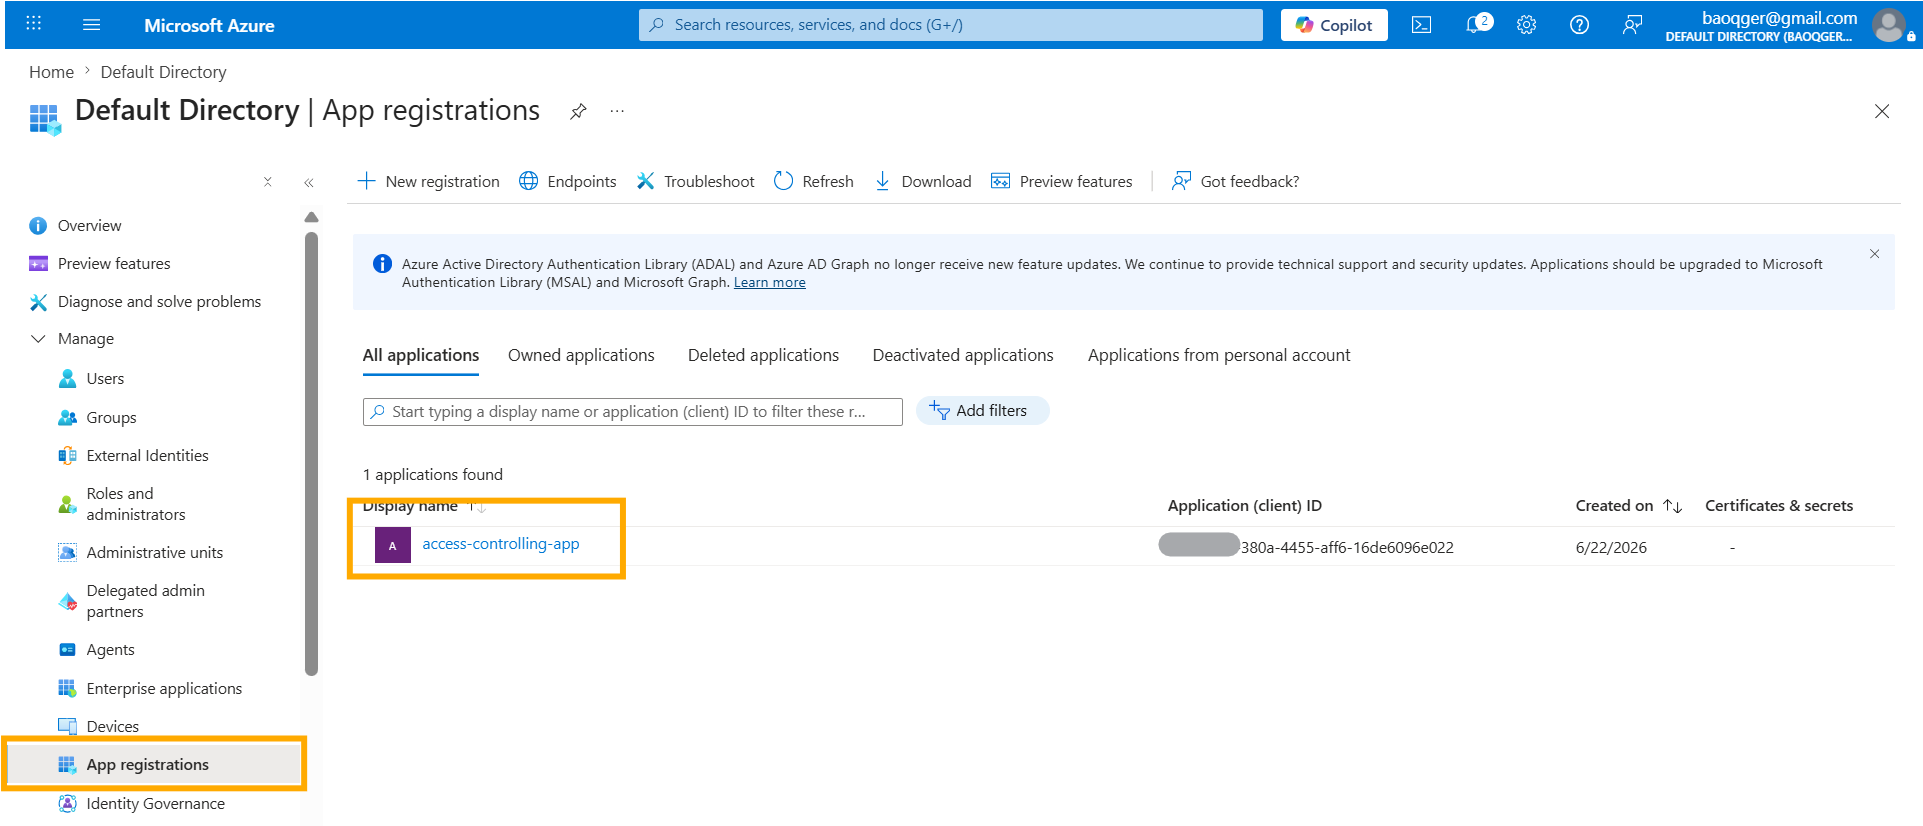 Microsoft Azure
Search resources, services, and docs (G+/)
Copilot
2
baoqger@gmail.com
DEFAULT DIRECTORY (BAOQGER...
Home > Default Directory
Default Directory | App registrations
...
New registration
Endpoints
Troubleshoot
Refresh
Download
Preview features
Got feedback?
Overview
Preview features
Diagnose and solve problems
Manage
Users
Groups
External Identities
Roles and
administrators
Administrative units
Delegated admin
partners
Agents
Enterprise applications
Devices
App registrations
Identity Governance
Azure Active Directory Authentication Library (ADAL) and Azure AD Graph no longer receive new feature updates. We continue to provide technical support and security updates. Applications should be upgraded to Microsoft
Authentication Library (MSAL) and Microsoft Graph. Learn more
All applications
Owned applications
Deleted applications
Deactivated applications
Applications from personal account
Start typing a display name or application (client) ID to filter these r...
Add filters
1 applications found
Display name
Application (client) ID
Created on
Certificates & secrets
A
access-controlling-app
380a-4455-aff6-16de6096e022
6/22/2026
-